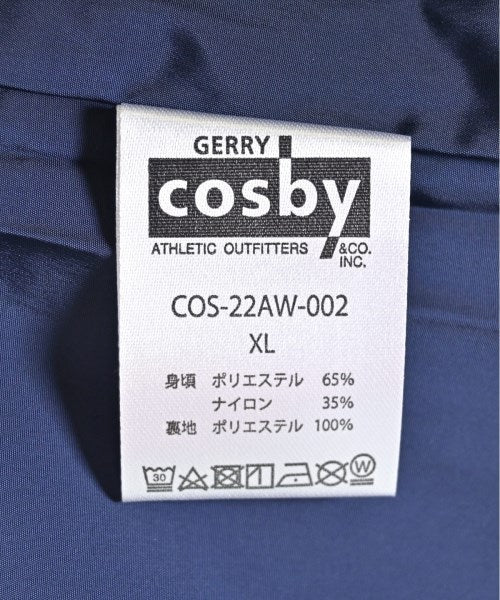 GERRY
cosby
ATHLETIC OUTFITTERS &CO.
INC.
COS-22AW-002
XL
身頃 ポリエステル 65%
ナイロン 35%
裏地 ポリエステル 100%
30 W